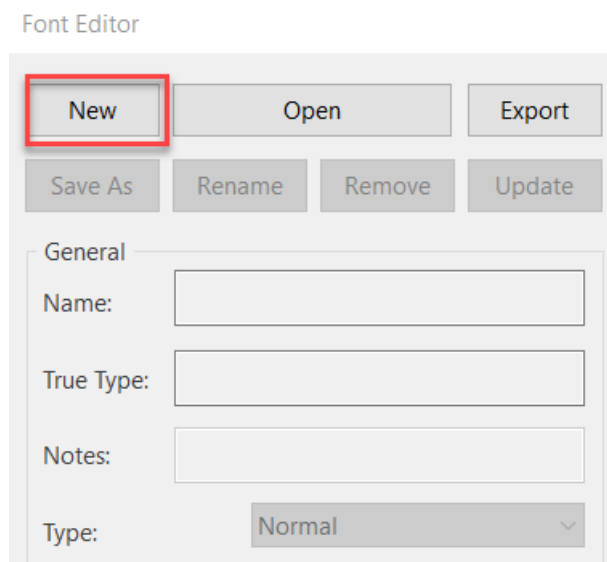 Font Editor
New Open Export
Save As Rename Remove Update
General
Name:
True Type:
Notes:
Type: Normal